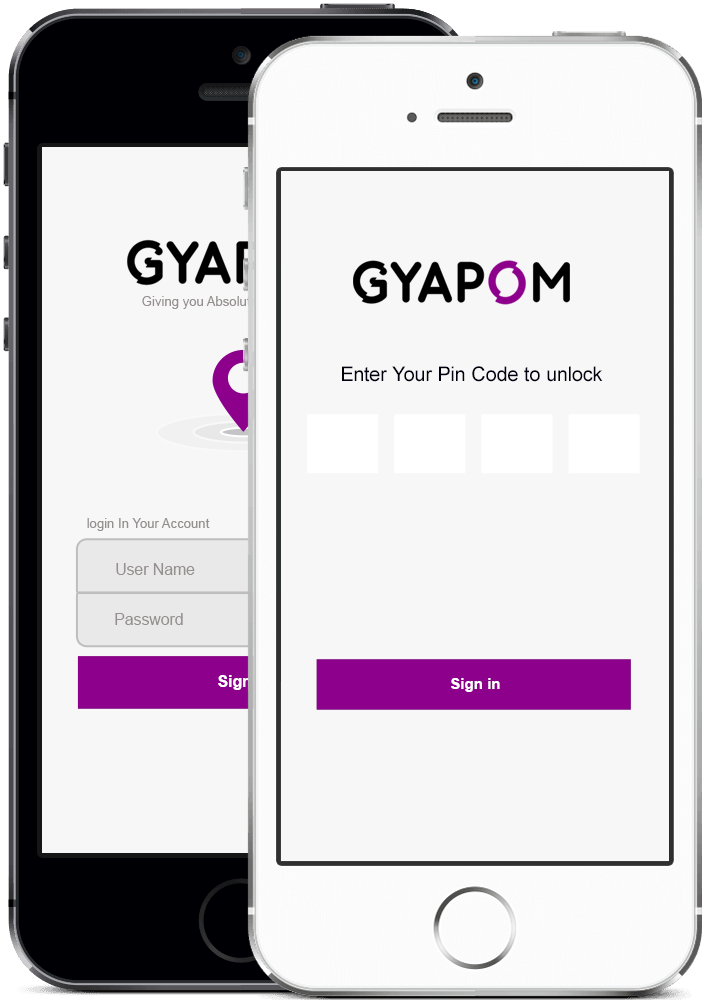 GYAP
Giving you Absolu
login In Your Account
User Name
Password
Sign
GYAPOM
Enter Your Pin Code to unlock
Sign in